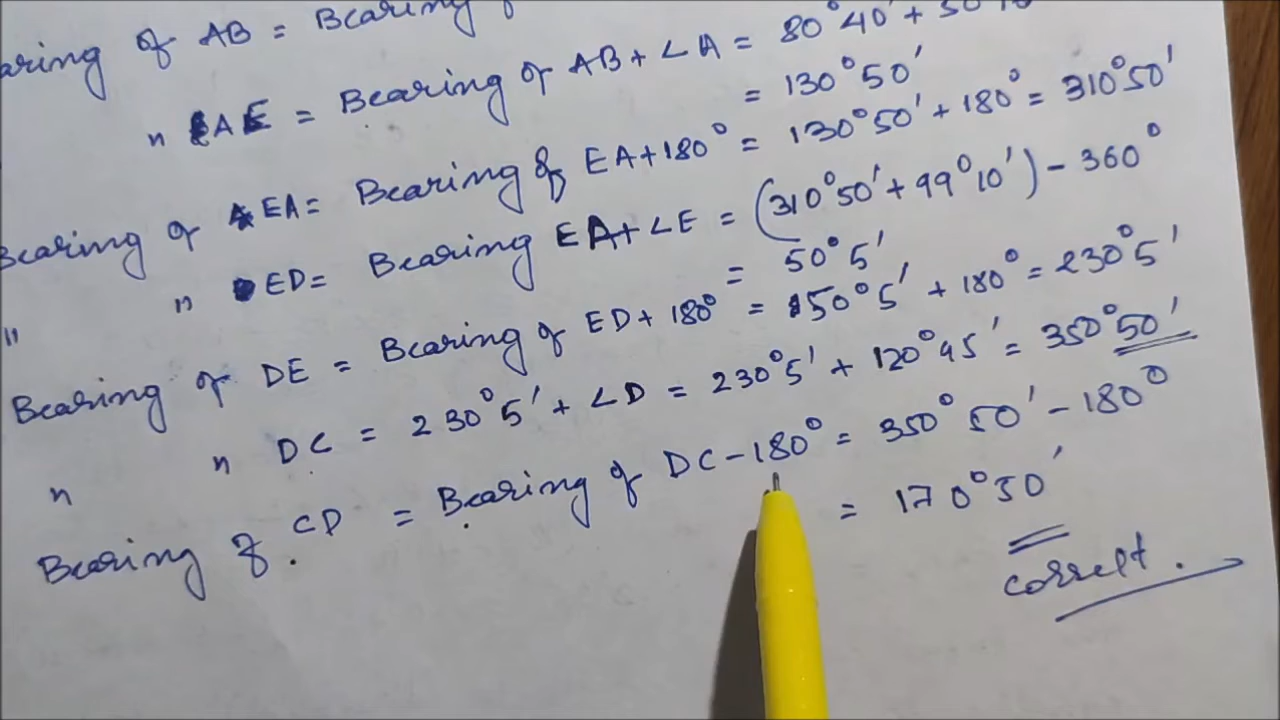 aring of AB = Bearing of
" AE = Bearing of AB + ∠A = 80°40' + 50°10
= 130°50'
Bearing of EA = Bearing of EA + 180° = 130°50' + 180° = 310°50'
" " ED = Bearing EA + ∠E = (310°50' + 99°10') - 360°
= 50°5'
Bearing of DE = Bearing of ED + 180° = 50°5' + 180° = 230°5'
" " DC = 230°5' + ∠D = 230°5' + 120°45' = 350°50'
Bearing of CD = Bearing of DC - 180° = 350°50' - 180°
= 170°50'
correct.